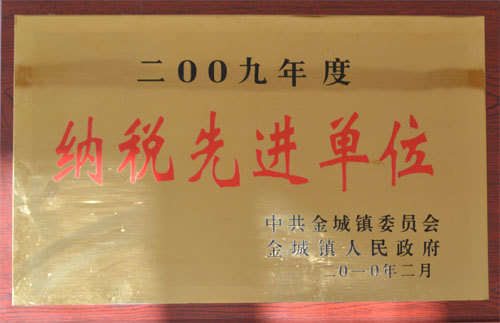 二00九年度
纳税先进单位
中共金城镇委员会
金城镇人民政府
二0一0年二月